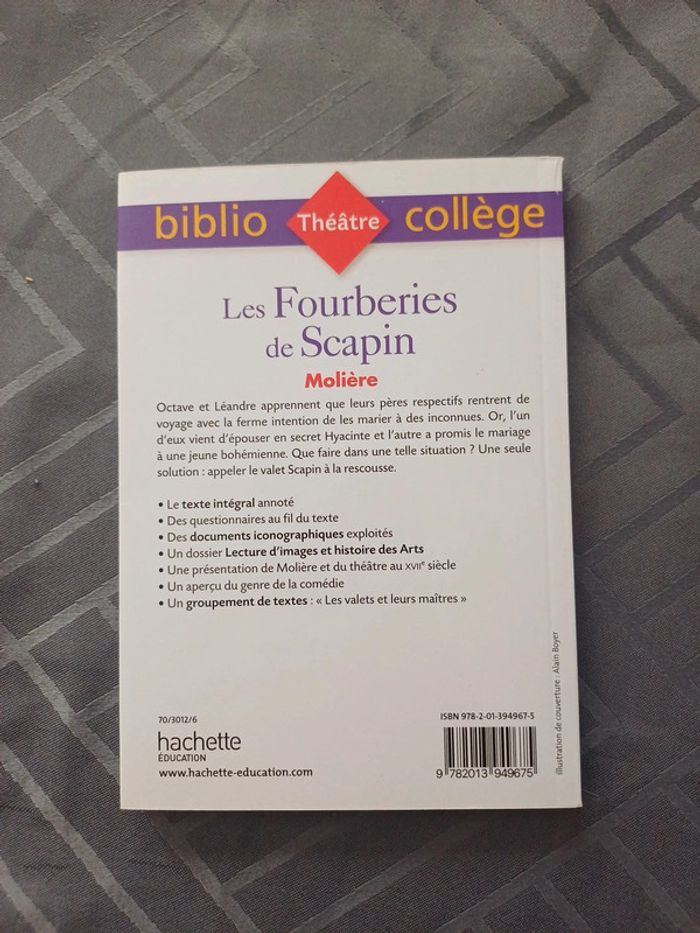 biblio Théâtre collège
Les Fourberies
de Scapin
Molière
Octave et Léandre apprennent que leurs pères respectifs rentrent de
voyage avec la ferme intention de les marier à des inconnues. Or, l'un
d'eux vient d'épouser en secret Hyacinte et l'autre a promis le mariage
à une jeune bohémienne. Que faire dans une telle situation ? Une seule
solution : appeler le valet Scapin à la rescousse.
• Le texte intégral annoté
• Des questionnaires au fil du texte
• Des documents iconographiques exploités
• Un dossier Lecture d'images et histoire des Arts
• Une présentation de Molière et du théâtre au XVIIe siècle
• Un aperçu du genre de la comédie
• Un groupement de textes : « Les valets et leurs maîtres »
70/3012/6
hachette
ÉDUCATION
www.hachette-education.com
ISBN 978-2-01-394967-5
9 782013 949675
Illustration de couverture : Alain Boyer